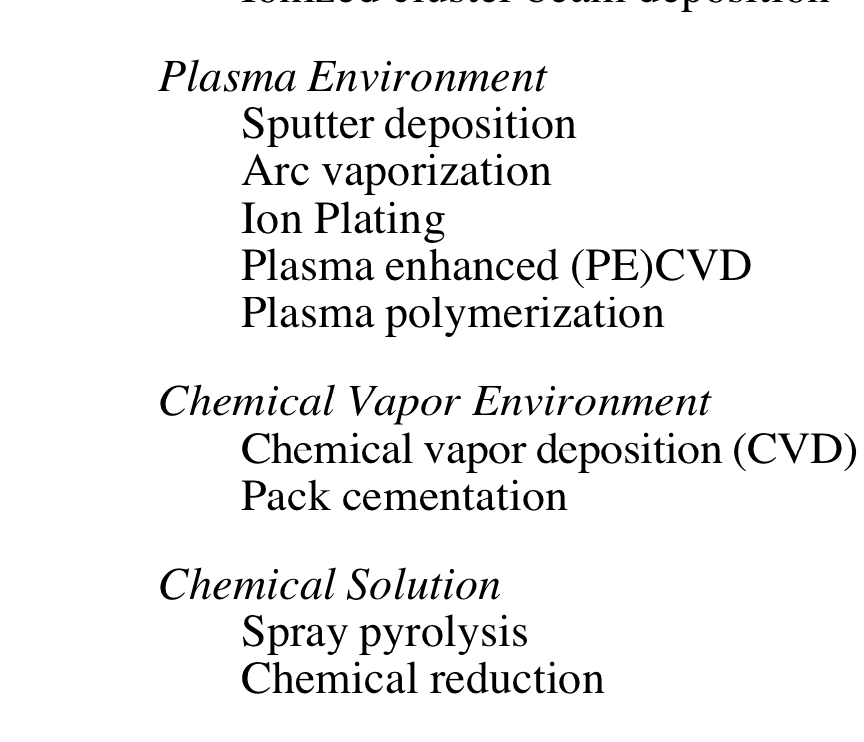 Ionized cluster beam deposition
Plasma Environment
Sputter deposition
Arc vaporization
Ion Plating
Plasma enhanced (PE)CVD
Plasma polymerization
Chemical Vapor Environment
Chemical vapor deposition (CVD)
Pack cementation
Chemical Solution
Spray pyrolysis
Chemical reduction